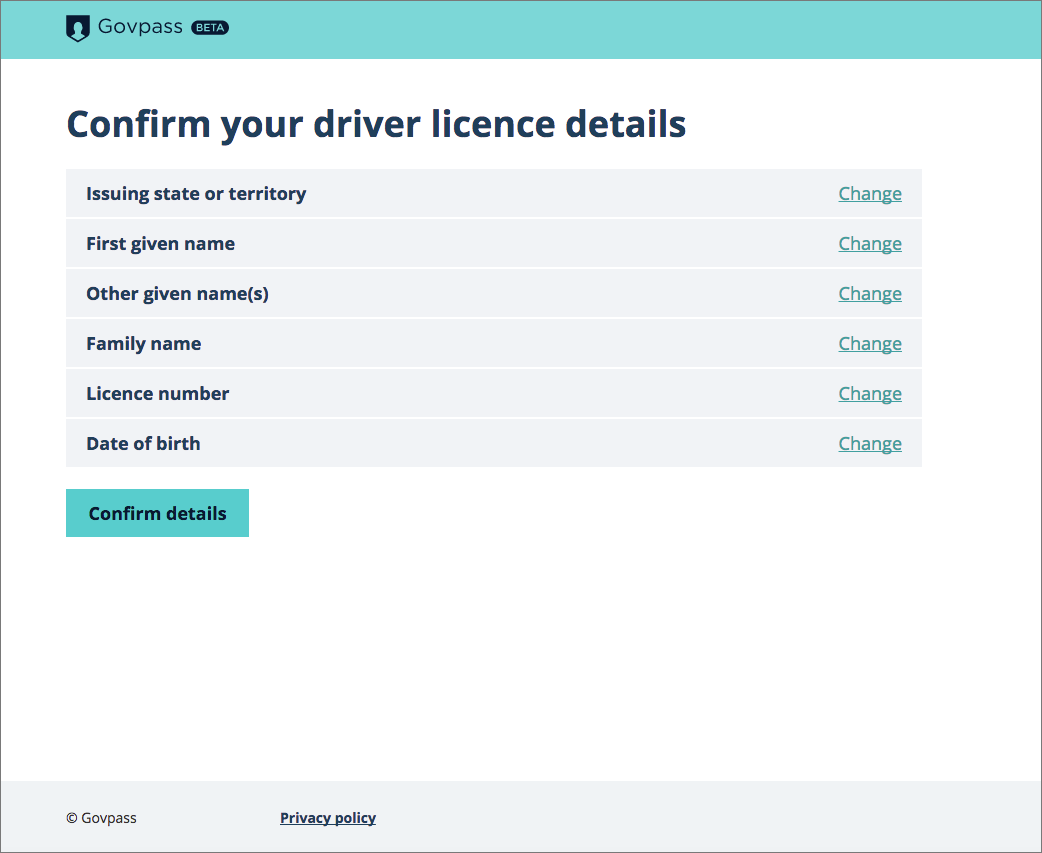 Govpass BETA
Confirm your driver licence details
Issuing state or territory Change
First given name Change
Other given name(s) Change
Family name Change
Licence number Change
Date of birth Change
Confirm details
© Govpass Privacy policy